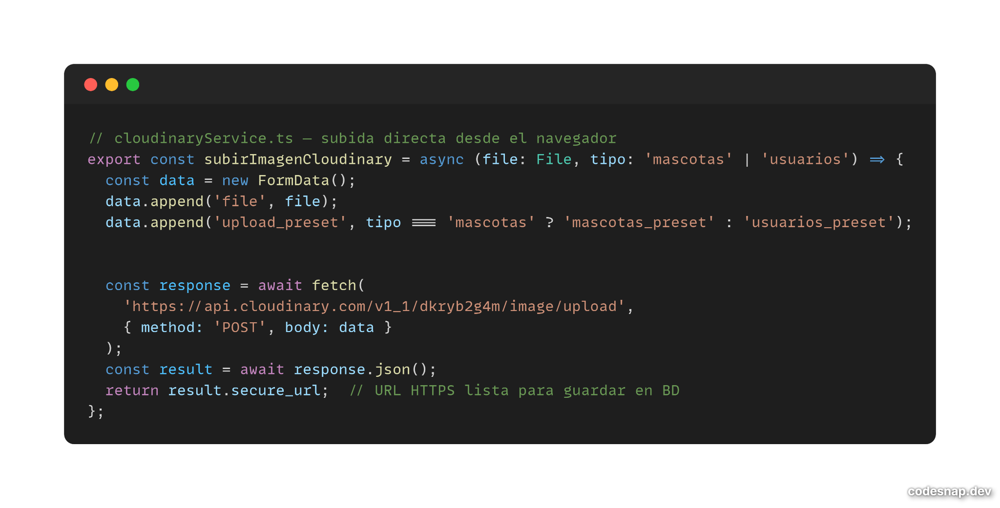 // cloudinaryService.ts — subida directa desde el navegador
export const subirImagenCloudinary = async (file: File, tipo: 'mascotas' | 'usuarios') => {
  const data = new FormData();
  data.append('file', file);
  data.append('upload_preset', tipo === 'mascotas' ? 'mascotas_preset' : 'usuarios_preset');
  const response = await fetch(
    'https://api.cloudinary.com/v1_1/dkryb2g4m/image/upload',
    { method: 'POST', body: data }
  );
  const result = await response.json();
  return result.secure_url;  // URL HTTPS lista para guardar en BD
};
codesnap.dev